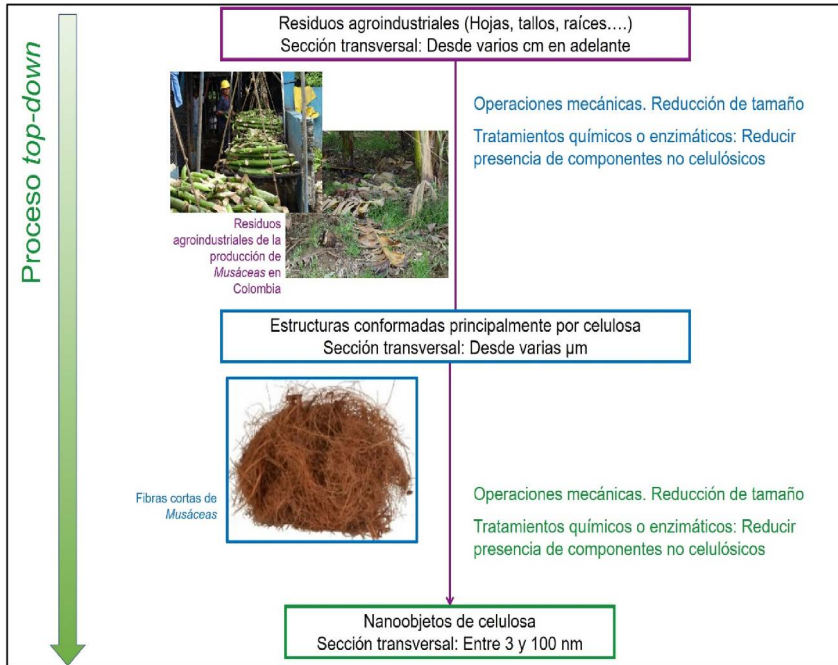 Proceso top-down
Residuos agroindustriales (Hojas, tallos, raíces….)
Sección transversal: Desde varios cm en adelante
Operaciones mecánicas. Reducción de tamaño
Tratamientos químicos o enzimáticos: Reducir
presencia de componentes no celulósicos
Residuos
agroindustriales de la
producción de
Musáceas en
Colombia
Estructuras conformadas principalmente por celulosa
Sección transversal: Desde varias μm
Fibras cortas de
Musáceas
Operaciones mecánicas. Reducción de tamaño
Tratamientos químicos o enzimáticos: Reducir
presencia de componentes no celulósicos
Nanoobjetos de celulosa
Sección transversal: Entre 3 y 100 nm